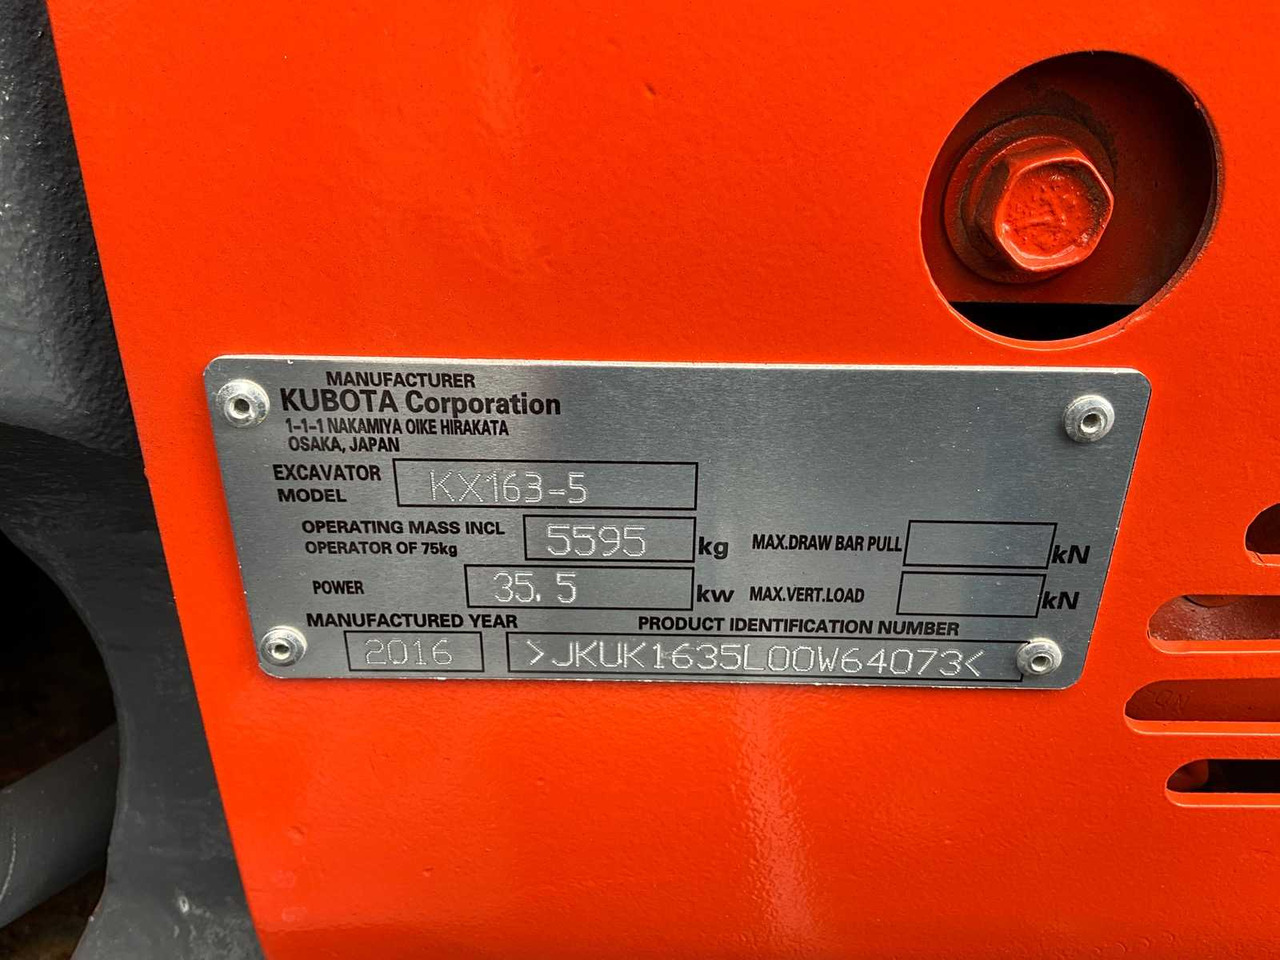 MANUFACTURER
KUBOTA Corporation
1-1-1 NAKAMIYA OIKE HIRAKATA
OSAKA, JAPAN
EXCAVATOR MODEL KX163-5
OPERATING MASS INCL OPERATOR OF 75kg 5595 kg
MAX.DRAW BAR PULL kN
POWER 35.5 kw
MAX.VERT.LOAD kN
MANUFACTURED YEAR PRODUCT IDENTIFICATION NUMBER
2016 >JKUK1635L00W64073<